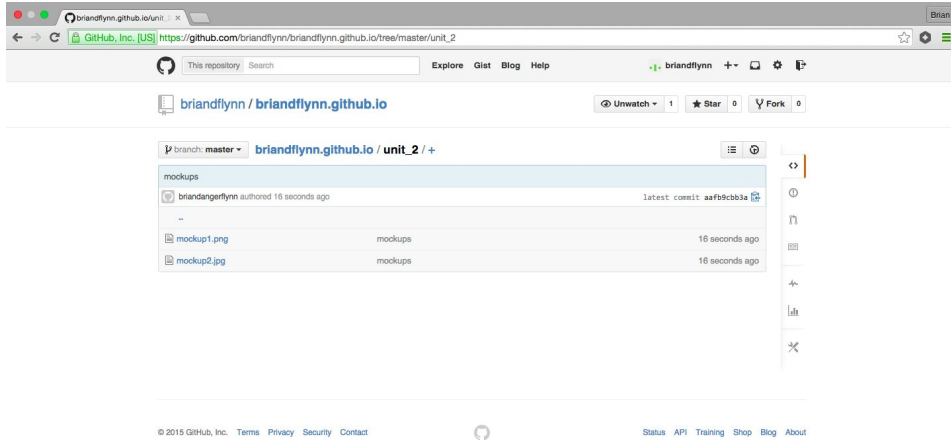 briandflynn.github.io/unit_ Brian
GitHub, Inc. [US] https://github.com/briandflynn/briandflynn.github.io/tree/master/unit_2
This repository Search Explore Gist Blog Help briandflynn
briandflynn / briandflynn.github.io Unwatch 1 Star 0 Fork 0
branch: master briandflynn.github.io / unit_2 / +
mockups
briandangerflynn authored 16 seconds ago latest commit aafb9cbb3a
..
mockup1.png mockups 16 seconds ago
mockup2.jpg mockups 16 seconds ago
© 2015 GitHub, Inc. Terms Privacy Security Contact Status API Training Shop Blog About